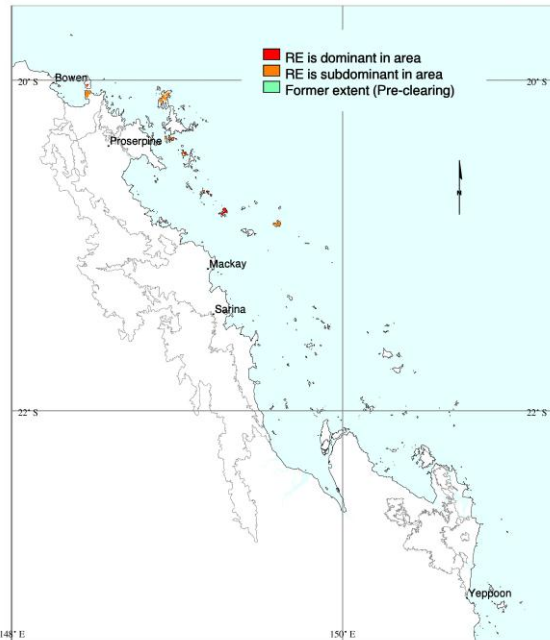 RE is dominant in area
RE is subdominant in area
Former extent (Pre-clearing)
20° S
20° S
Bowen
Proserpine
N
Mackay
Sarina
22° S
22° S
Yeppoon
148° E
150° E